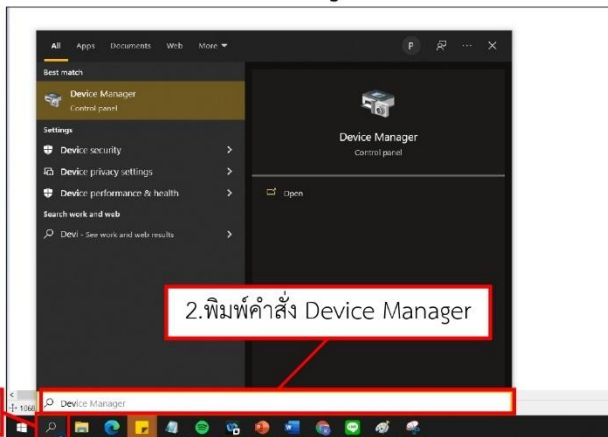 All Apps Documents Web More
P
Best match
Device Manager
Control panel
Settings
Device security
Device privacy settings
Device performance & health
Search work and web
Devi - See work and web results
Device Manager
Control panel
Open
2.พิมพ์คำสั่ง Device Manager
Device Manager